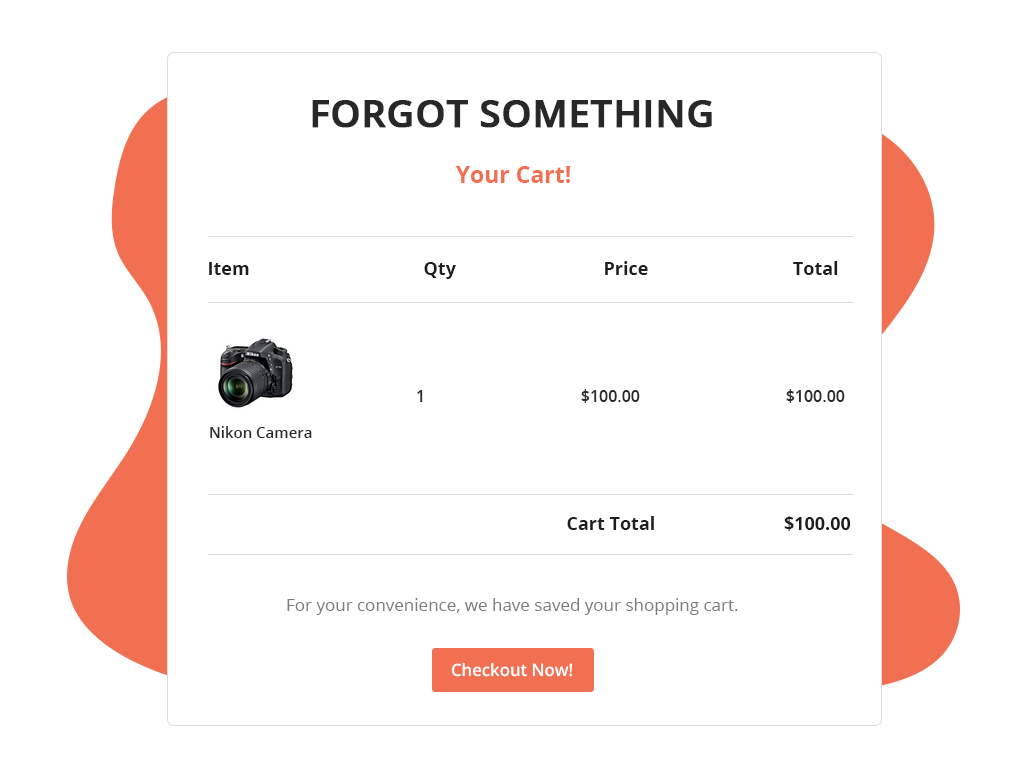 FORGOT SOMETHING
Your Cart!
Item Qty Price Total
Nikon
1 $100.00 $100.00
Nikon Camera
Cart Total $100.00
For your convenience, we have saved your shopping cart.
Checkout Now!